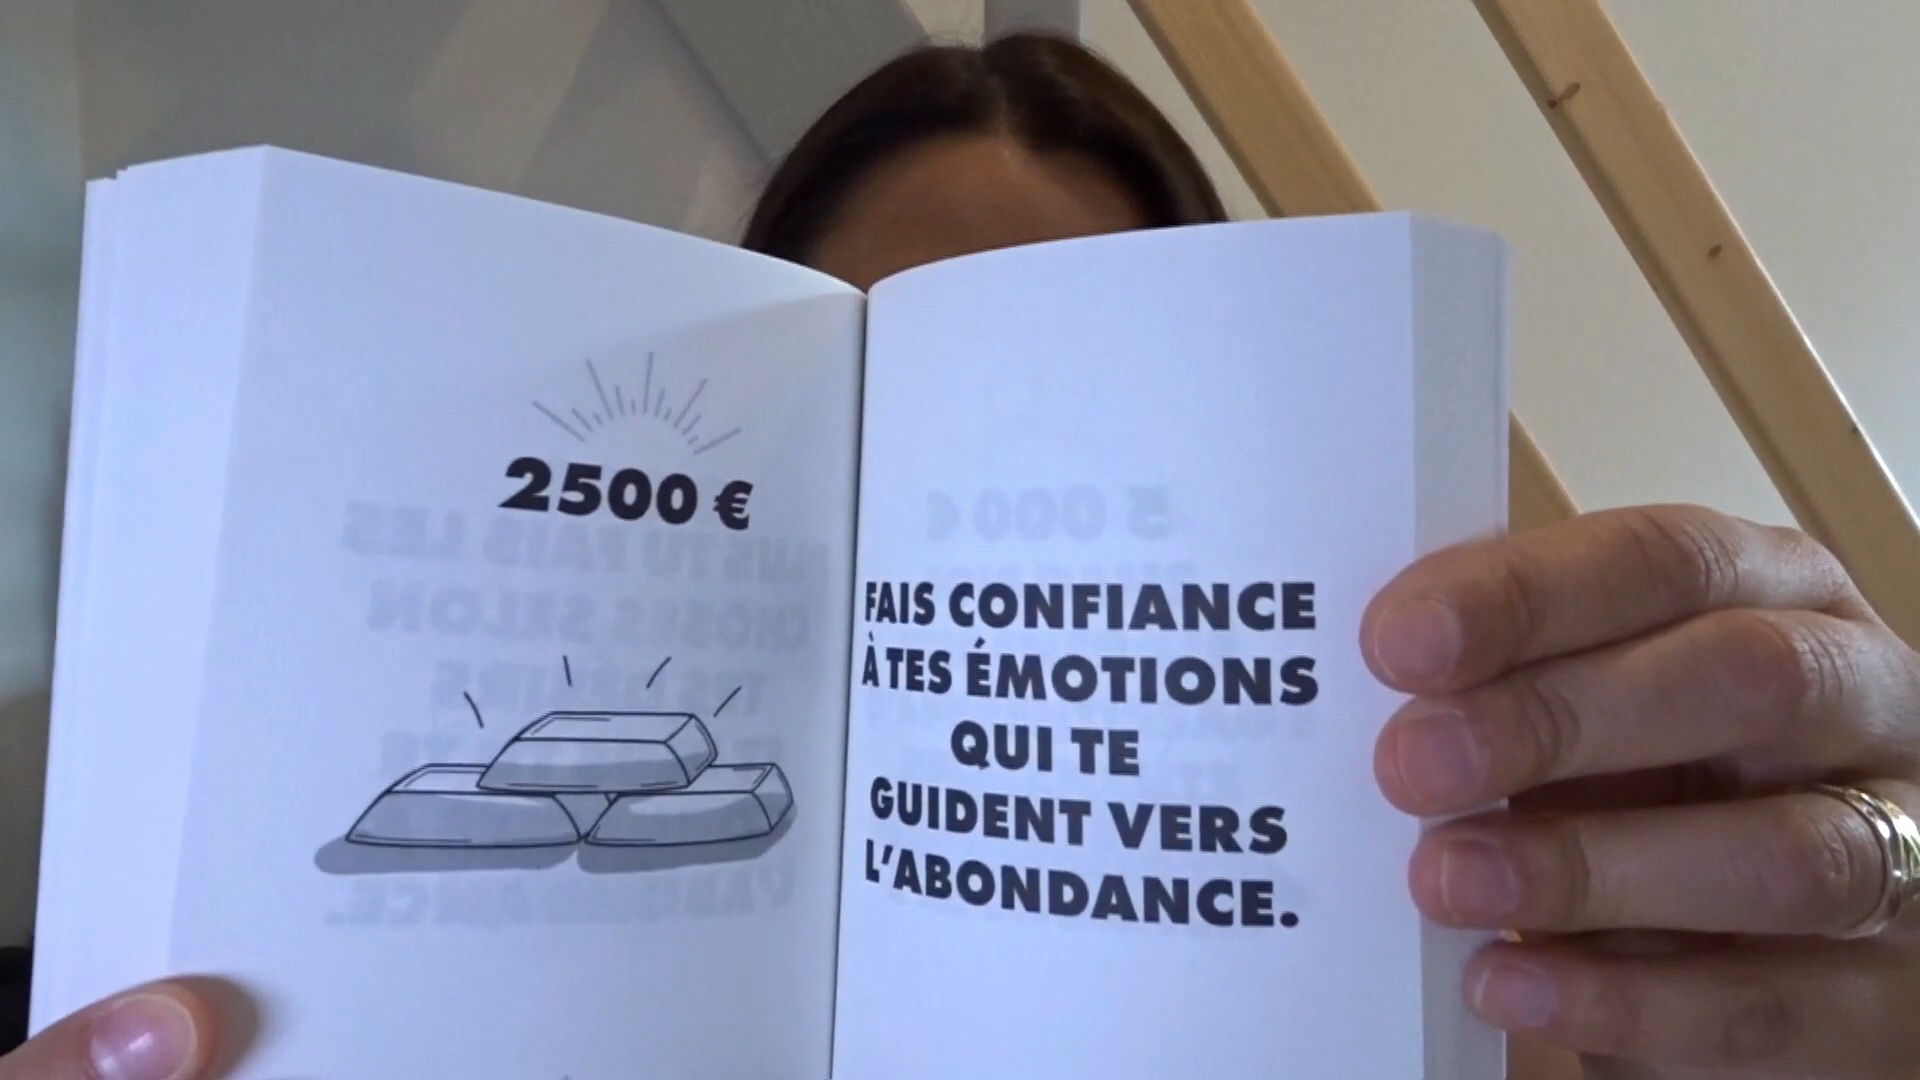 2500 €
FAIS CONFIANCE
À TES ÉMOTIONS
QUI TE
GUIDENT VERS
L'ABONDANCE.